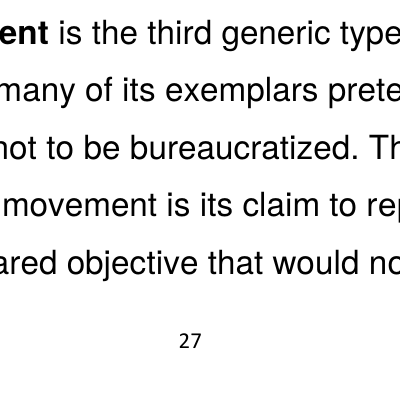 ent is the third generic type
many of its exemplars prete
not to be bureaucratized. Th
movement is its claim to rep
ared objective that would no
27